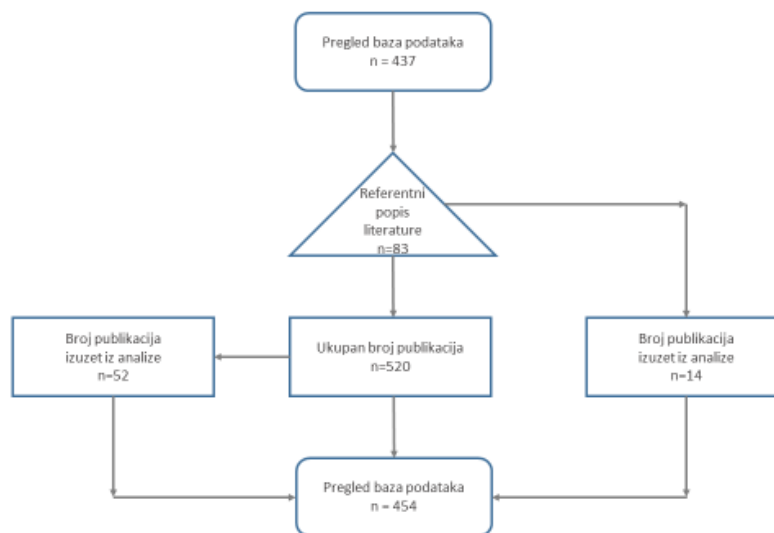 Pregled baza podataka
n = 437
Referentni
popis
literature
n=83
Broj publikacija
izuzet iz analize
n=52
Ukupan broj publikacija
n=520
Broj publikacija
izuzet iz analize
n=14
Pregled baza podataka
n = 454